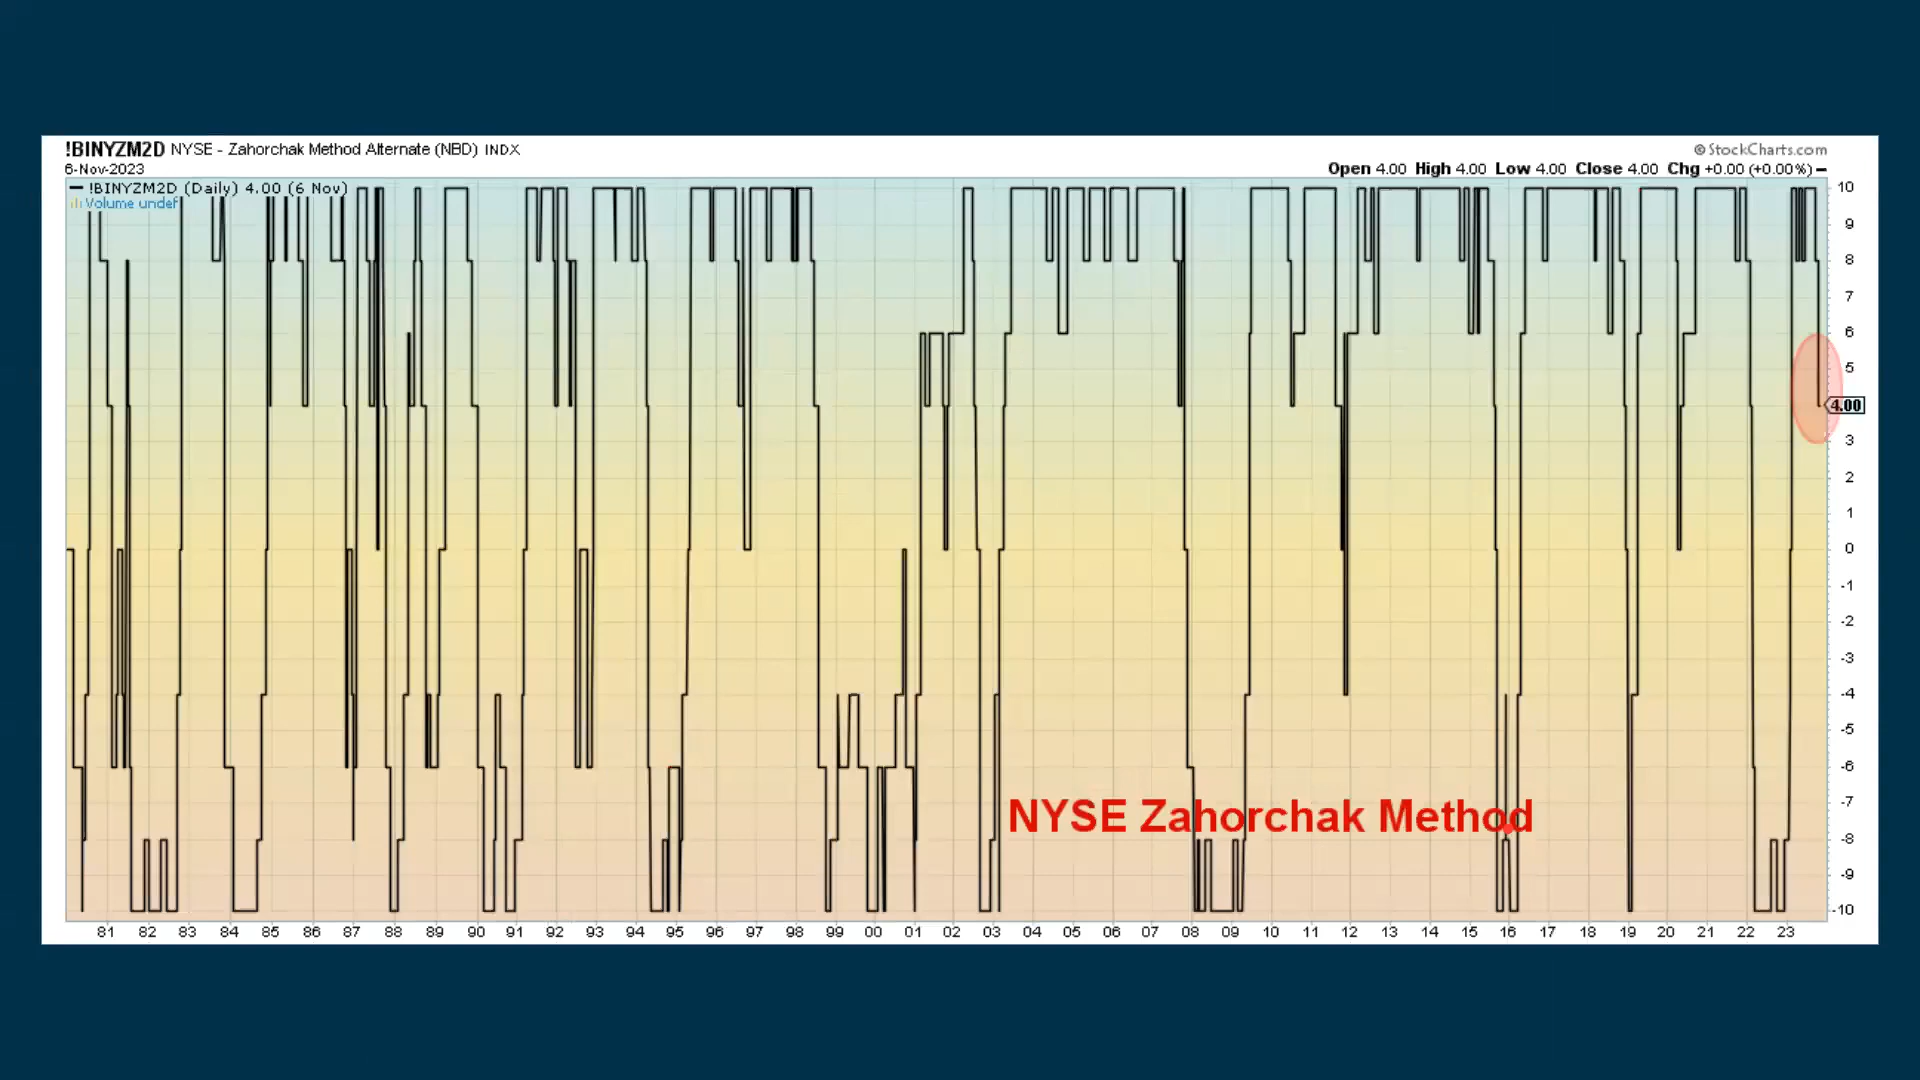 !BINYZM2D NYSE - Zahorchak Method Alternate (NBD) INDX
© StockCharts.com
6-Nov-2023
Open 4.00 High 4.00 Low 4.00 Close 4.00 Chg +0.00 (+0.00%)
!BINYZM2D (Daily) 4.00 (6 Nov)
Volume undef
10
9
8
7
6
5
4.00
3
2
1
0
-1
-2
-3
-4
-5
-6
-7
NYSE Zahorchak Method
-8
-9
-10
81 82 83 84 85 86 87 88 89 90 91 92 93 94 95 96 97 98 99 00 01 02 03 04 05 06 07 08 09 10 11 12 13 14 15 16 17 18 19 20 21 22 23